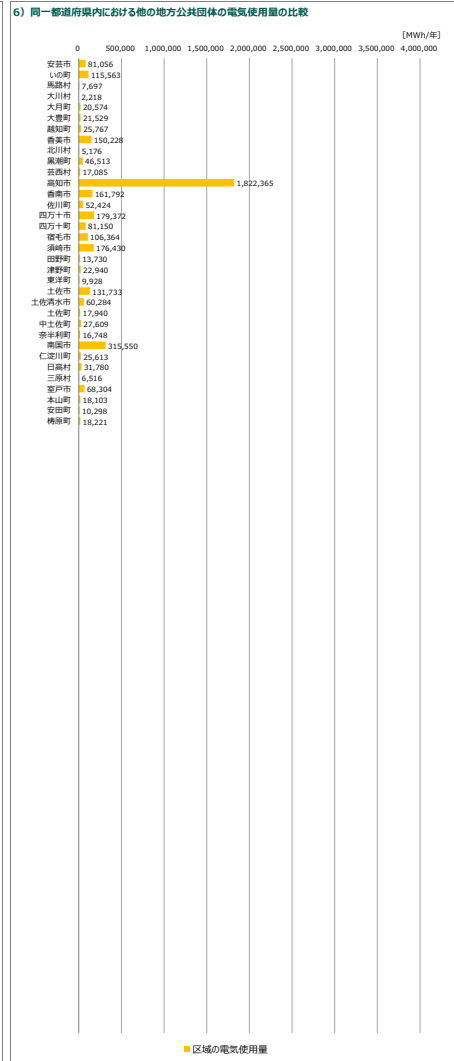 6）同一都道府県内における他の地方公共団体の電気使用量の比較
[MWh/年]
0 500,000 1,000,000 1,500,000 2,000,000 2,500,000 3,000,000 3,500,000 4,000,000
安芸市 81,056
いの町 115,563
馬路村 7,697
大川村 2,218
大月町 20,574
大豊町 21,529
越知町 25,767
香美市 150,228
北川村 5,176
黒潮町 46,513
芸西村 17,085
高知市 1,822,365
香南市 161,792
佐川町 52,424
四万十市 179,372
四万十町 81,150
宿毛市 106,364
須崎市 176,430
田野町 13,730
津野町 22,940
東洋町 9,928
土佐市 131,733
土佐清水市 60,284
土佐町 17,940
中土佐町 27,609
奈半利町 16,748
南国市 315,550
仁淀川町 25,613
日高村 31,780
三原村 6,516
室戸市 68,304
本山町 18,103
安田町 10,298
梼原町 18,221
区域の電気使用量